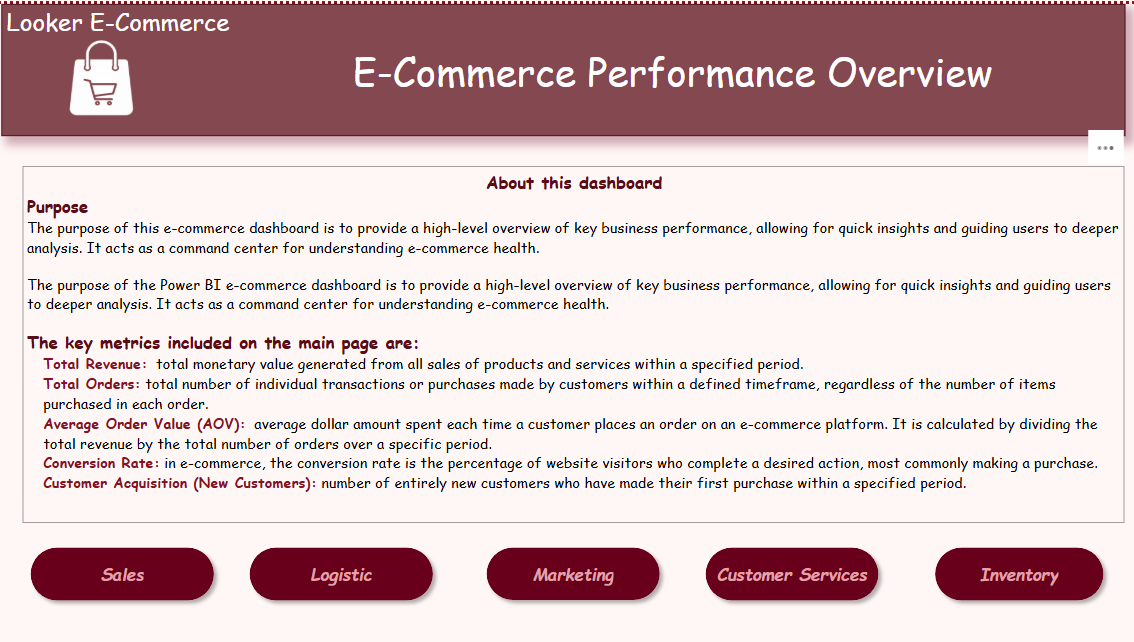 Looker E-Commerce
E-Commerce Performance Overview
About this dashboard
Purpose
The purpose of this e-commerce dashboard is to provide a high-level overview of key business performance, allowing for quick insights and guiding users to deeper
analysis. It acts as a command center for understanding e-commerce health.
The purpose of the Power BI e-commerce dashboard is to provide a high-level overview of key business performance, allowing for quick insights and guiding users
to deeper analysis. It acts as a command center for understanding e-commerce health.
The key metrics included on the main page are:
Total Revenue: total monetary value generated from all sales of products and services within a specified period.
Total Orders: total number of individual transactions or purchases made by customers within a defined timeframe, regardless of the number of items
purchased in each order.
Average Order Value (AOV): average dollar amount spent each time a customer places an order on an e-commerce platform. It is calculated by dividing the
total revenue by the total number of orders over a specific period.
Conversion Rate: in e-commerce, the conversion rate is the percentage of website visitors who complete a desired action, most commonly making a purchase.
Customer Acquisition (New Customers): number of entirely new customers who have made their first purchase within a specified period.
Sales
Logistic
Marketing
Customer Services
Inventory